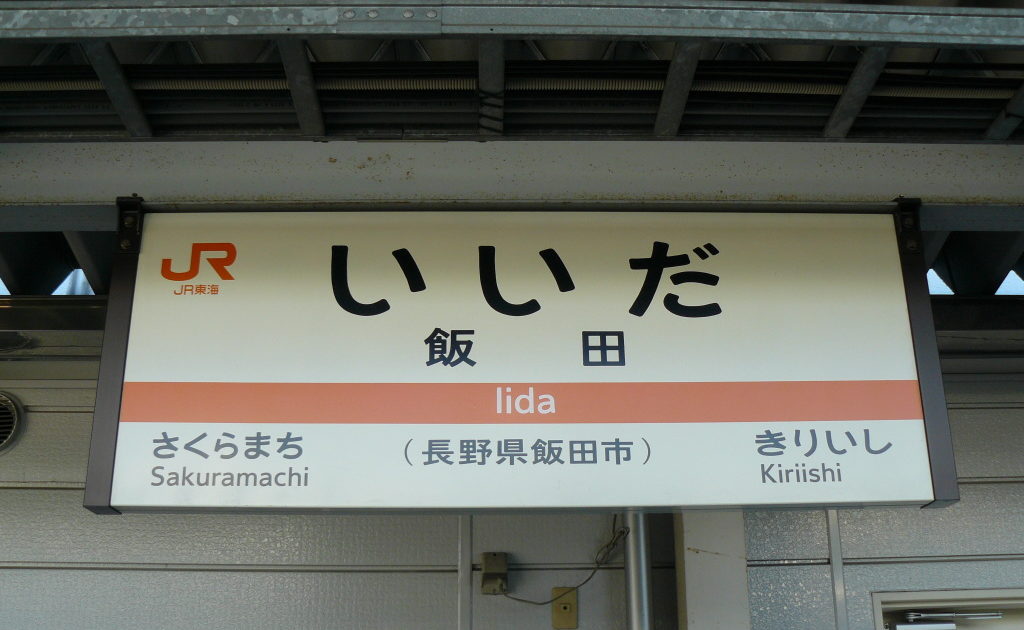 JR
JR東海
いいだ
飯田
Iida
さくらまち
Sakuramachi
（長野県飯田市）
きりいし
Kiriishi